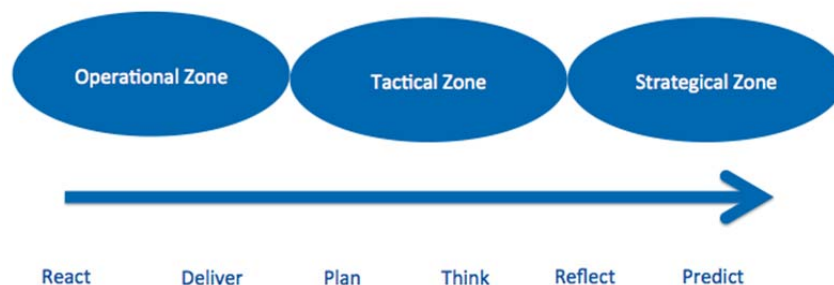 Operational Zone
Tactical Zone
Strategical Zone
React Deliver Plan Think Reflect Predict